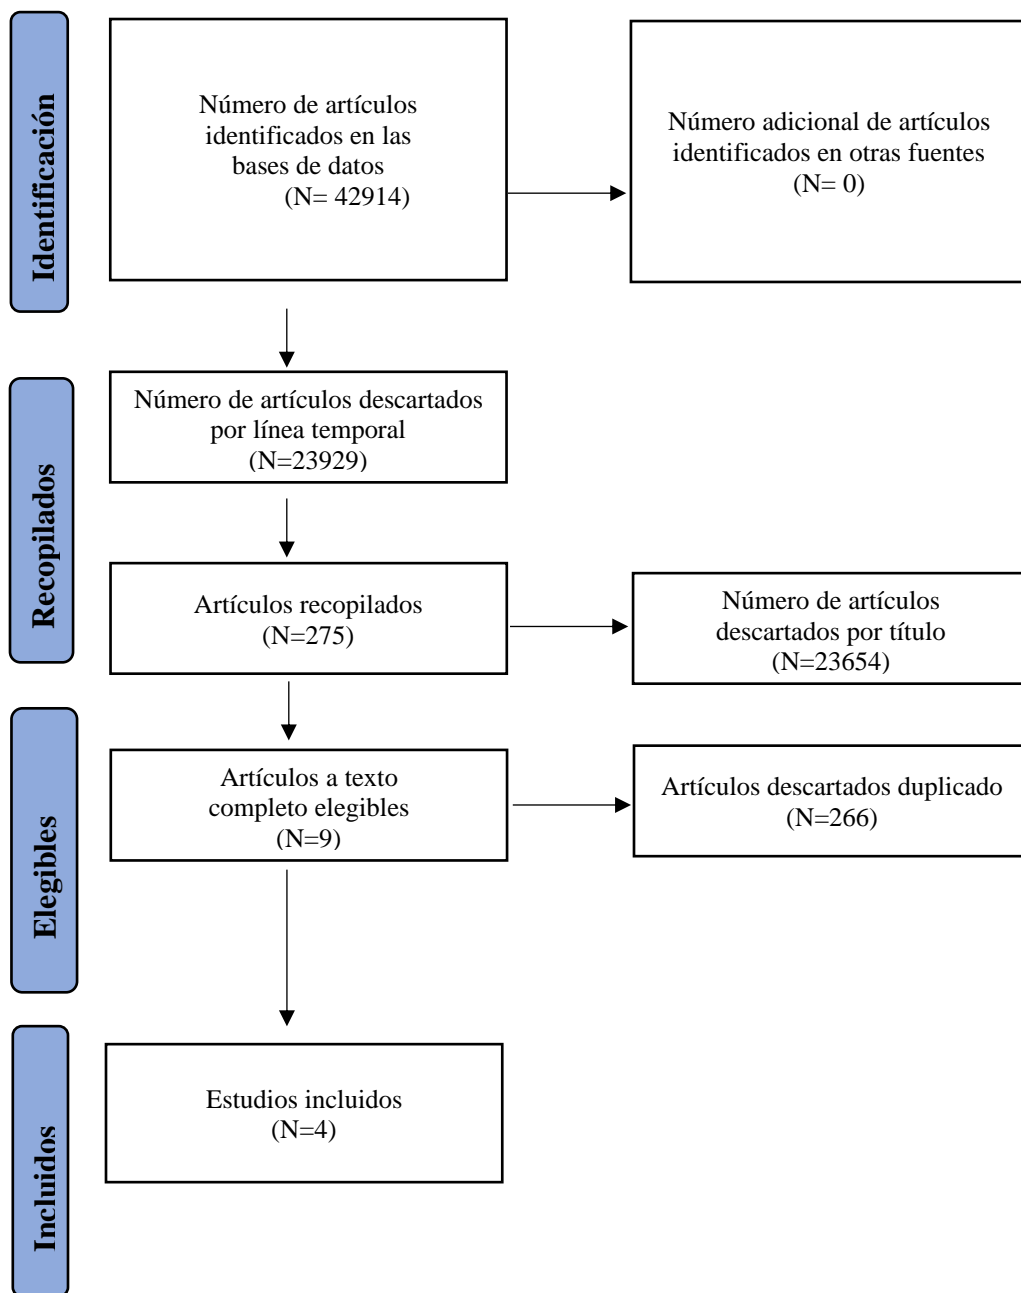 Identificación
Número de artículos
identificados en las
bases de datos
(N= 42914)
Número adicional de artículos
identificados en otras fuentes
(N= 0)
Recopilados
Número de artículos descartados
por línea temporal
(N=23929)
Artículos recopilados
(N=275)
Número de artículos
descartados por título
(N=23654)
Elegibles
Artículos a texto
completo elegibles
(N=9)
Artículos descartados duplicado
(N=266)
Incluidos
Estudios incluidos
(N=4)